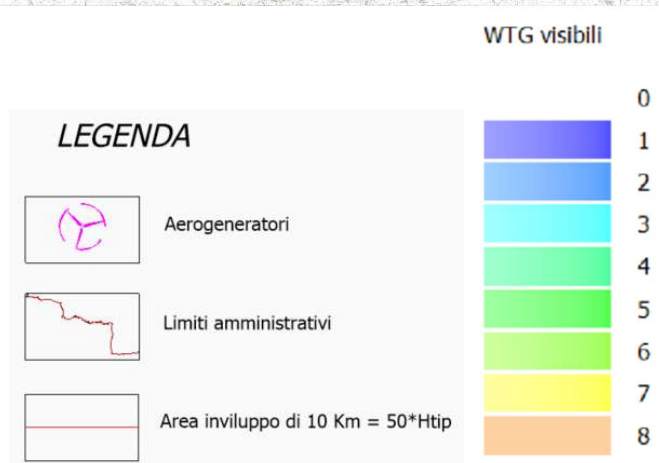 WTG visibili
LEGENDA
Aerogeneratori
Limiti amministrativi
Area inviluppo di 10 Km = 50*Htip
0
1
2
3
4
5
6
7
8